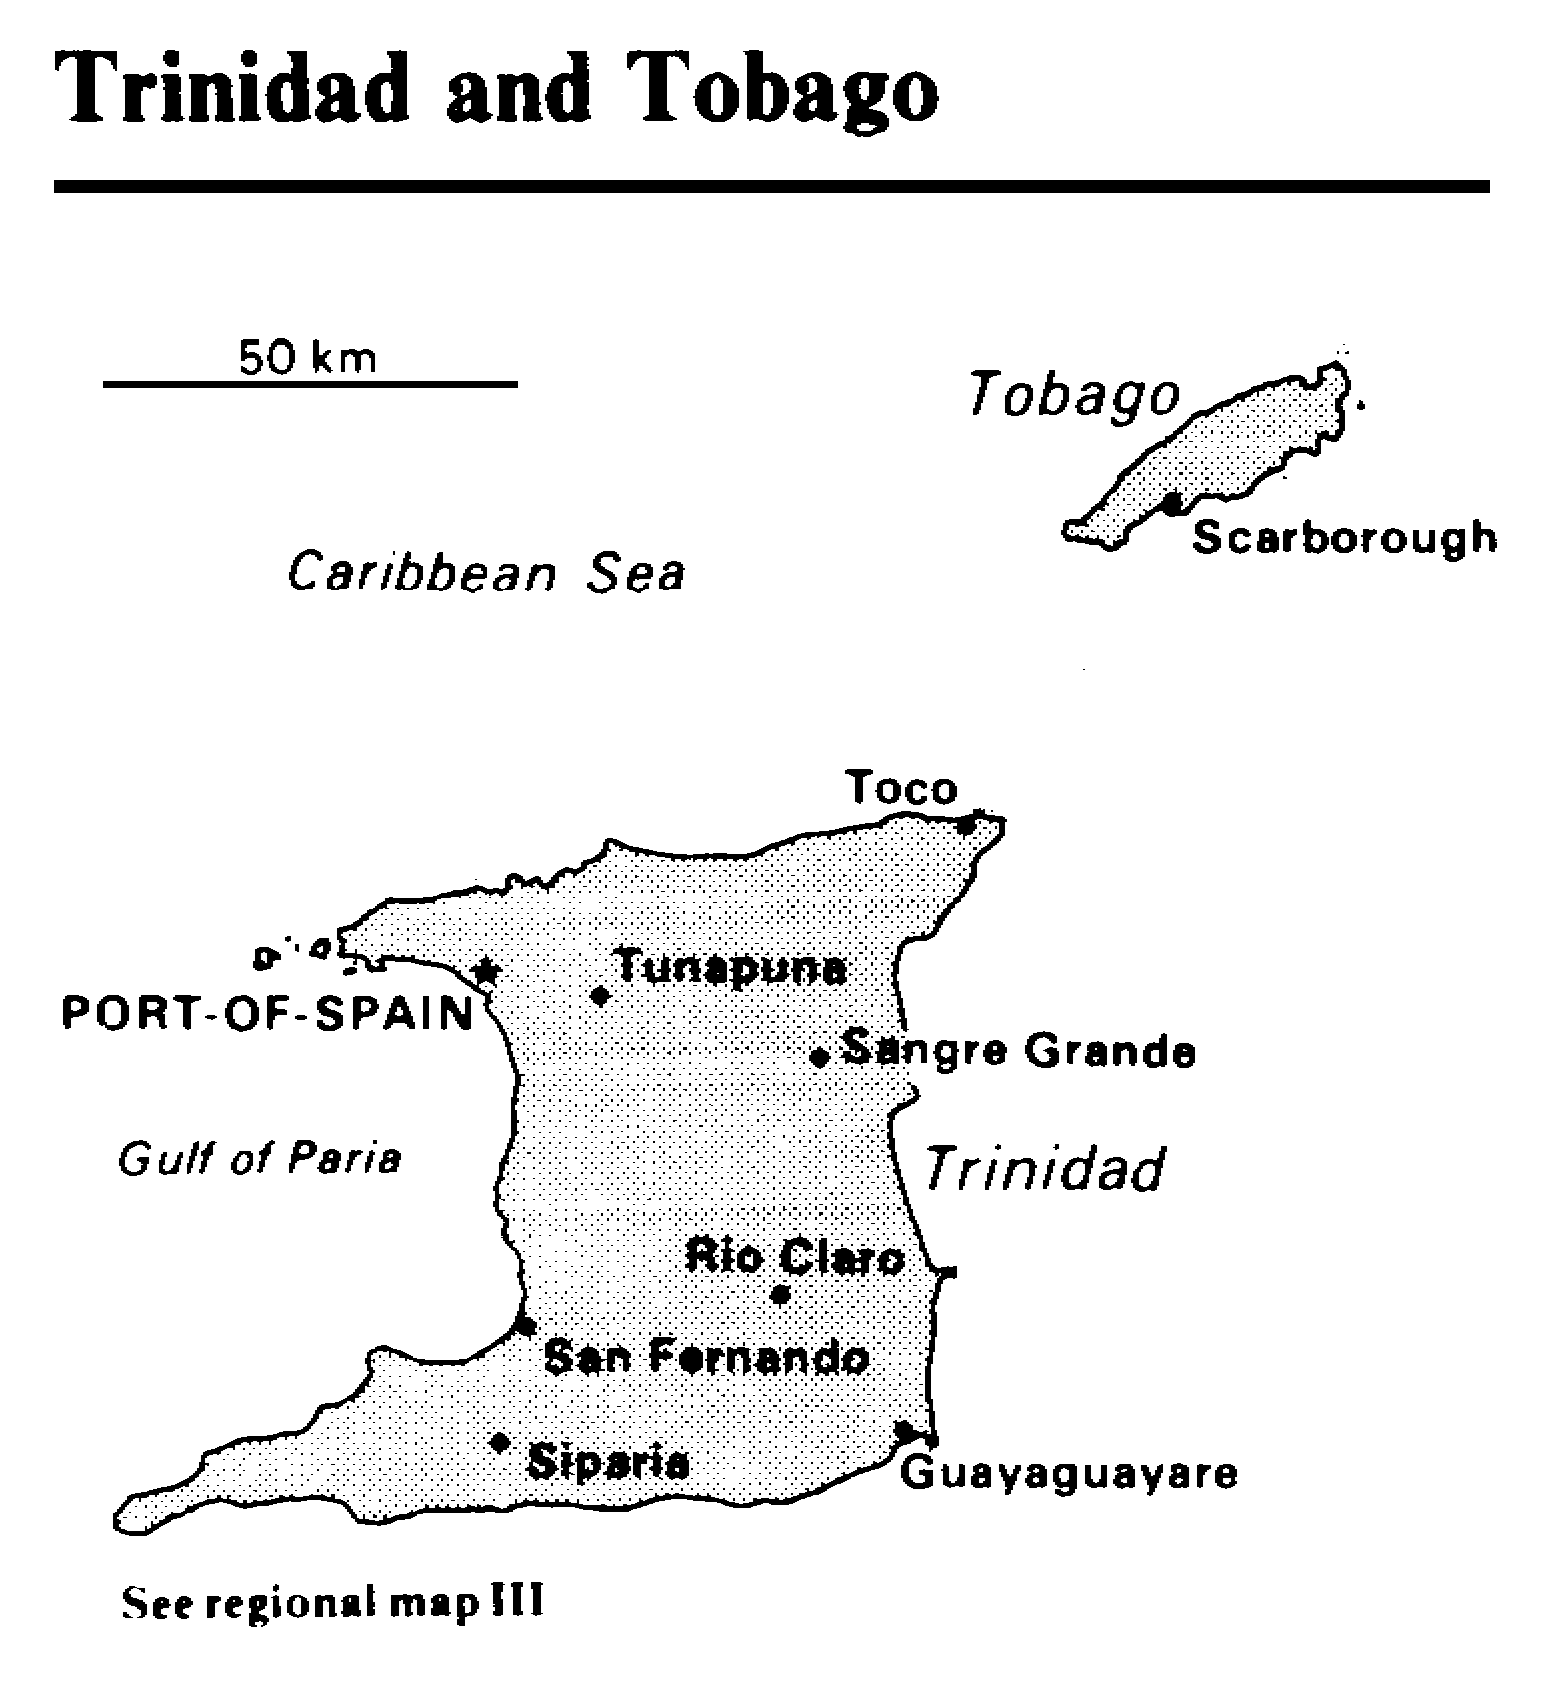 Trinidad and Tobago
50 km
Tobago
Scarborough
Caribbean Sea
Toco
Tunapuna
PORT-OF-SPAIN
Sangre Grande
Gulf of Paria
Trinidad
Rio Claro
San Fernando
Siparia
Guayaguayare
See regional map III